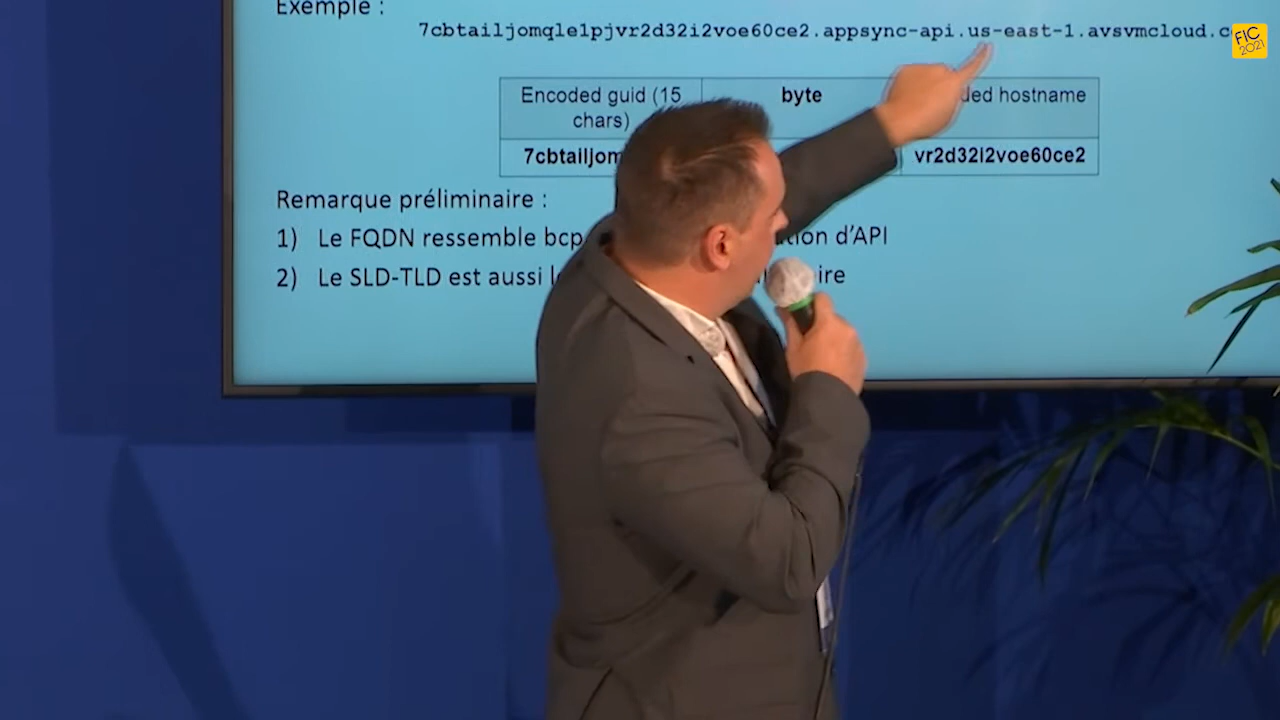 Exemple :
7cbtailjomqle1pjvr2d32i2voe60ce2.appsync-api.us-east-1.avsvmcloud.c
FIC
2021
Encoded guid (15 chars)
byte
ded hostname
7cbtailjom
vr2d32i2voe60ce2
Remarque préliminaire :
1) Le FQDN ressemble bcp tion d'API
2) Le SLD-TLD est aussi ire